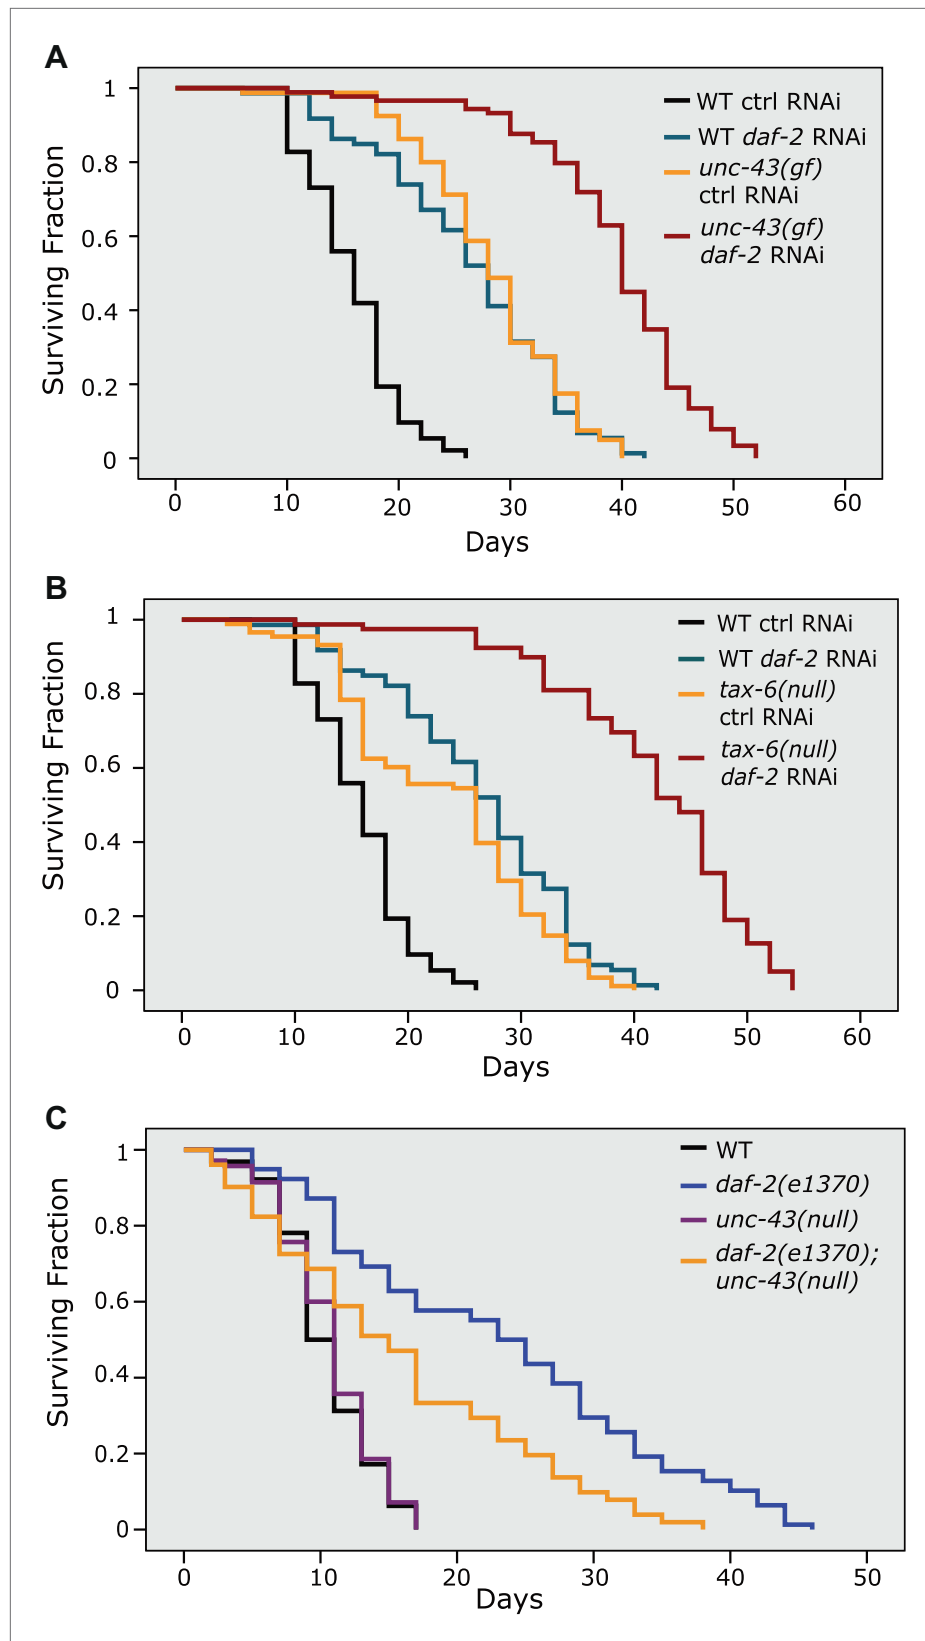 A
1
0.8
0.6
0.4
0.2
0
Surviving Fraction
WT ctrl RNAi
WT daf-2 RNAi
unc-43(gf)
ctrl RNAi
unc-43(gf)
daf-2 RNAi
0 10 20 30 40 50 60
Days
B
1
0.8
0.6
0.4
0.2
0
Surviving Fraction
WT ctrl RNAi
WT daf-2 RNAi
tax-6(null)
ctrl RNAi
tax-6(null)
daf-2 RNAi
0 10 20 30 40 50 60
Days
C
1
0.8
0.6
0.4
0.2
0
Surviving Fraction
WT
daf-2(e1370)
unc-43(null)
daf-2(e1370);
unc-43(null)
0 10 20 30 40 50
Days